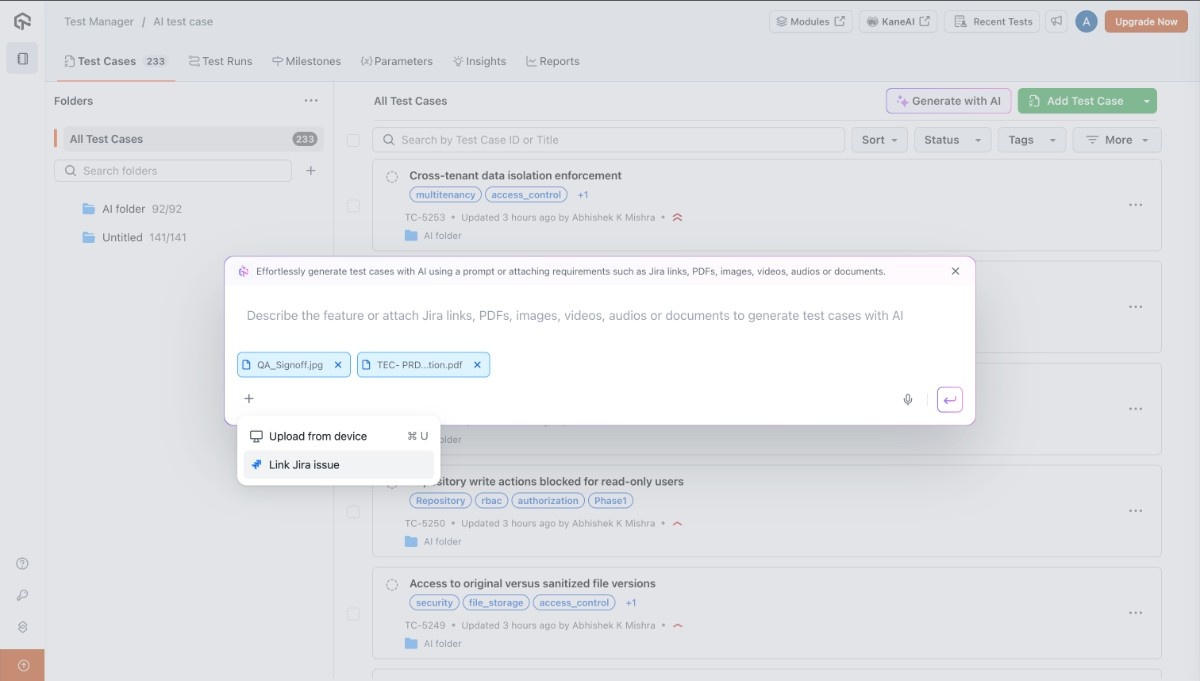 Test Manager / AI test case
Modules
KaneAI
Recent Tests
A
Upgrade Now
Test Cases 233
Test Runs
Milestones
Parameters
Insights
Reports
Folders
All Test Cases 233
Search folders
AI folder 92/92
Untitled 141/141
All Test Cases
Generate with AI
Add Test Case
Search by Test Case ID or Title
Sort
Status
Tags
More
Cross-tenant data isolation enforcement
multitenancy access_control +1
TC-5253 • Updated 3 hours ago by Abhishek K Mishra •
AI folder
Effortlessly generate test cases with AI using a prompt or attaching requirements such as Jira links, PDFs, images, videos, audios or documents.
Describe the feature or attach Jira links, PDFs, images, videos, audios or documents to generate test cases with AI
QA_Signoff.jpg
TEC- PRD...tion.pdf
Upload from device ⌘ U
Link Jira issue
older
write actions blocked for read-only users
Repository rbac authorization Phase1
TC-5250 • Updated 3 hours ago by Abhishek K Mishra •
AI folder
Access to original versus sanitized file versions
security file_storage access_control +1
TC-5249 • Updated 3 hours ago by Abhishek K Mishra •
AI folder